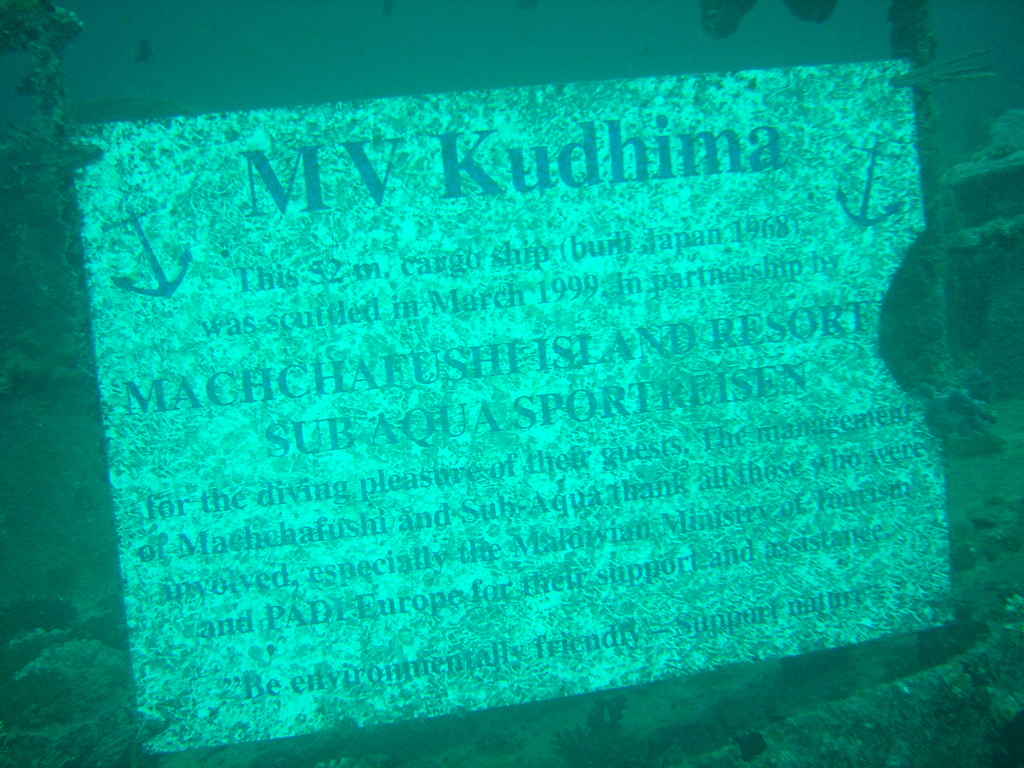 MV Kudhima
This 52 m. cargo ship (built Japan 1968)
was scuttled in March 1999, in partnership by
MACHCHAFUSHI ISLAND RESORT
SUB AQUA SPORTREISEN
for the diving pleasure of their guests. The management
of Machchafushi and Sub Aqua thank all those who were
involved, especially the Maldivian Ministry of Tourism
and PADI Europe for their support and assistance.
"Be environmentally friendly - Support nature"